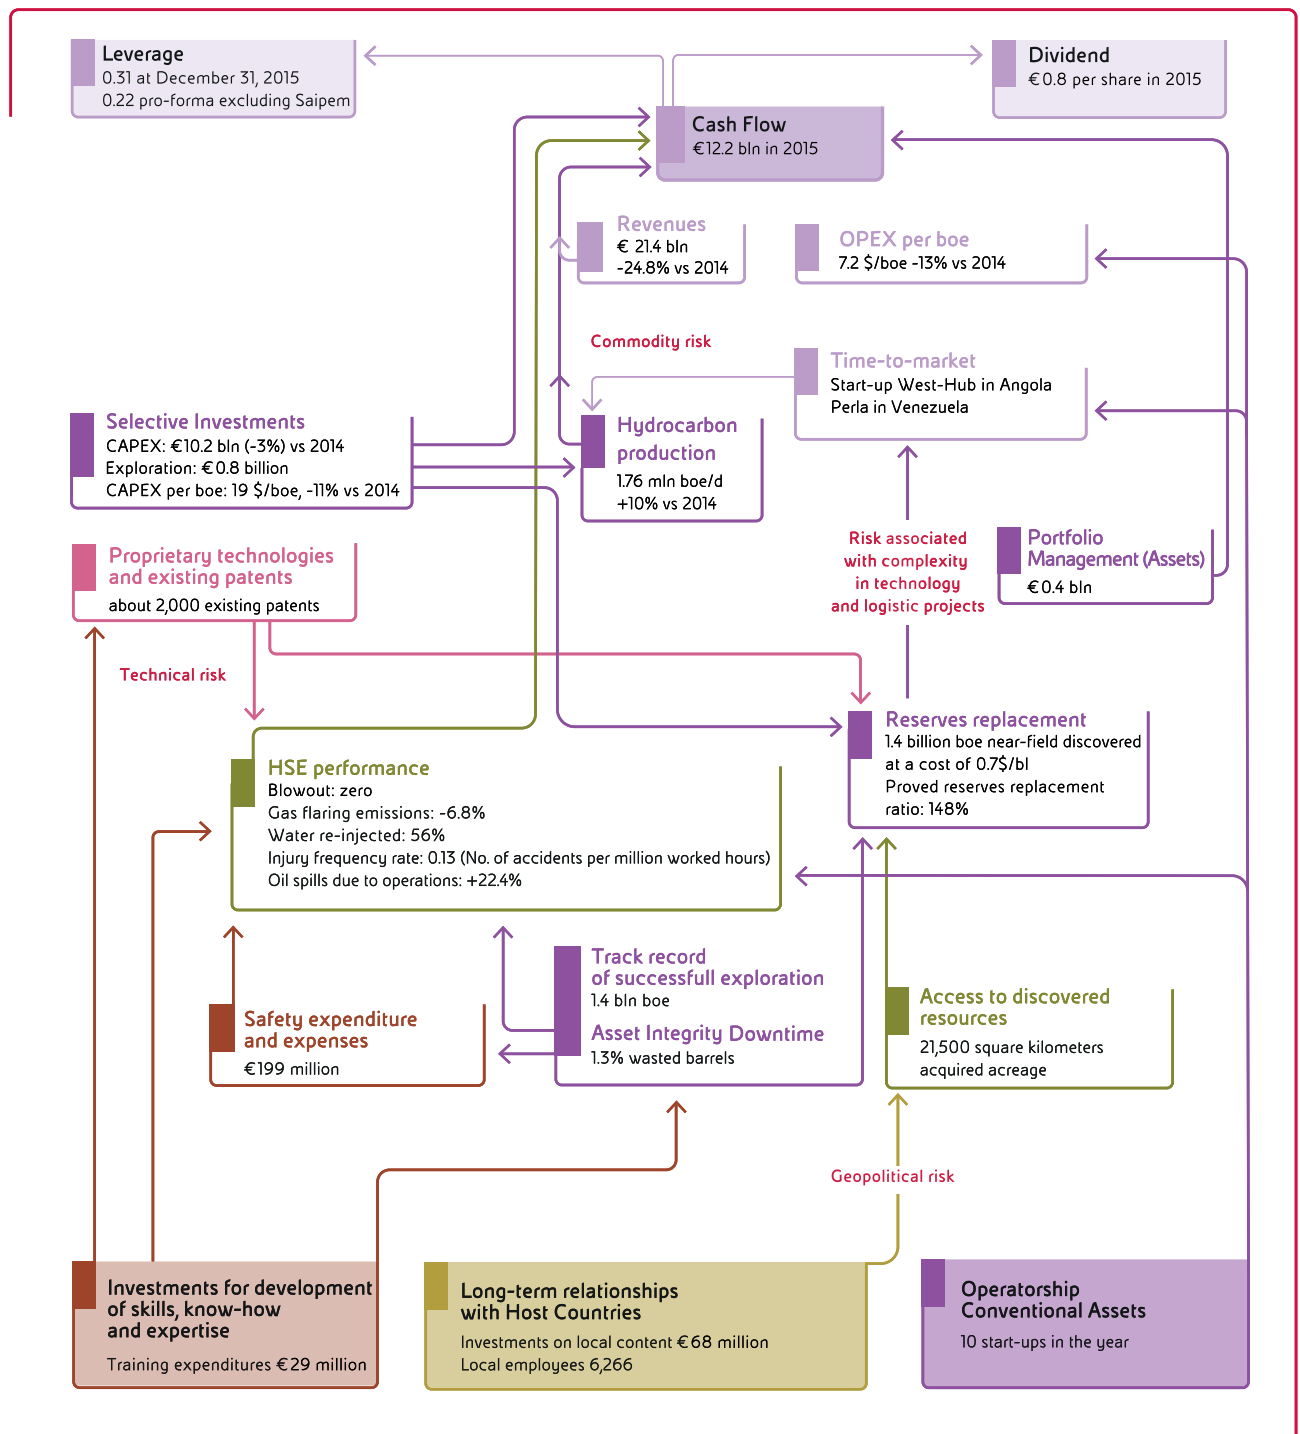 Leverage
0.31 at December 31, 2015
0.22 pro-forma excluding Saipem
Dividend
€0.8 per share in 2015
Cash Flow
€12.2 bln in 2015
Revenues
€ 21.4 bln
-24.8% vs 2014
OPEX per boe
7.2 $/boe -13% vs 2014
Commodity risk
Time-to-market
Start-up West-Hub in Angola
Perla in Venezuela
Selective Investments
CAPEX: €10.2 bln (-3%) vs 2014
Exploration: €0.8 billion
CAPEX per boe: 19 $/boe, -11% vs 2014
Hydrocarbon
production
1.76 mln boe/d
+10% vs 2014
Risk associated
with complexity
in technology
and logistic projects
Portfolio
Management (Assets)
€0.4 bln
Proprietary technologies
and existing patents
about 2,000 existing patents
Technical risk
Reserves replacement
1.4 billion boe near-field discovered
at a cost of 0.7$/bl
Proved reserves replacement
ratio: 148%
HSE performance
Blowout: zero
Gas flaring emissions: -6.8%
Water re-injected: 56%
Injury frequency rate: 0.13 (No. of accidents per million worked hours)
Oil spills due to operations: +22.4%
Track record
of successfull exploration
1.4 bln boe
Asset Integrity Downtime
1.3% wasted barrels
Safety expenditure
and expenses
€199 million
Access to discovered
resources
21,500 square kilometers
acquired acreage
Geopolitical risk
Investments for development
of skills, know-how
and expertise
Training expenditures €29 million
Long-term relationships
with Host Countries
Investments on local content €68 million
Local employees 6,266
Operatorship
Conventional Assets
10 start-ups in the year